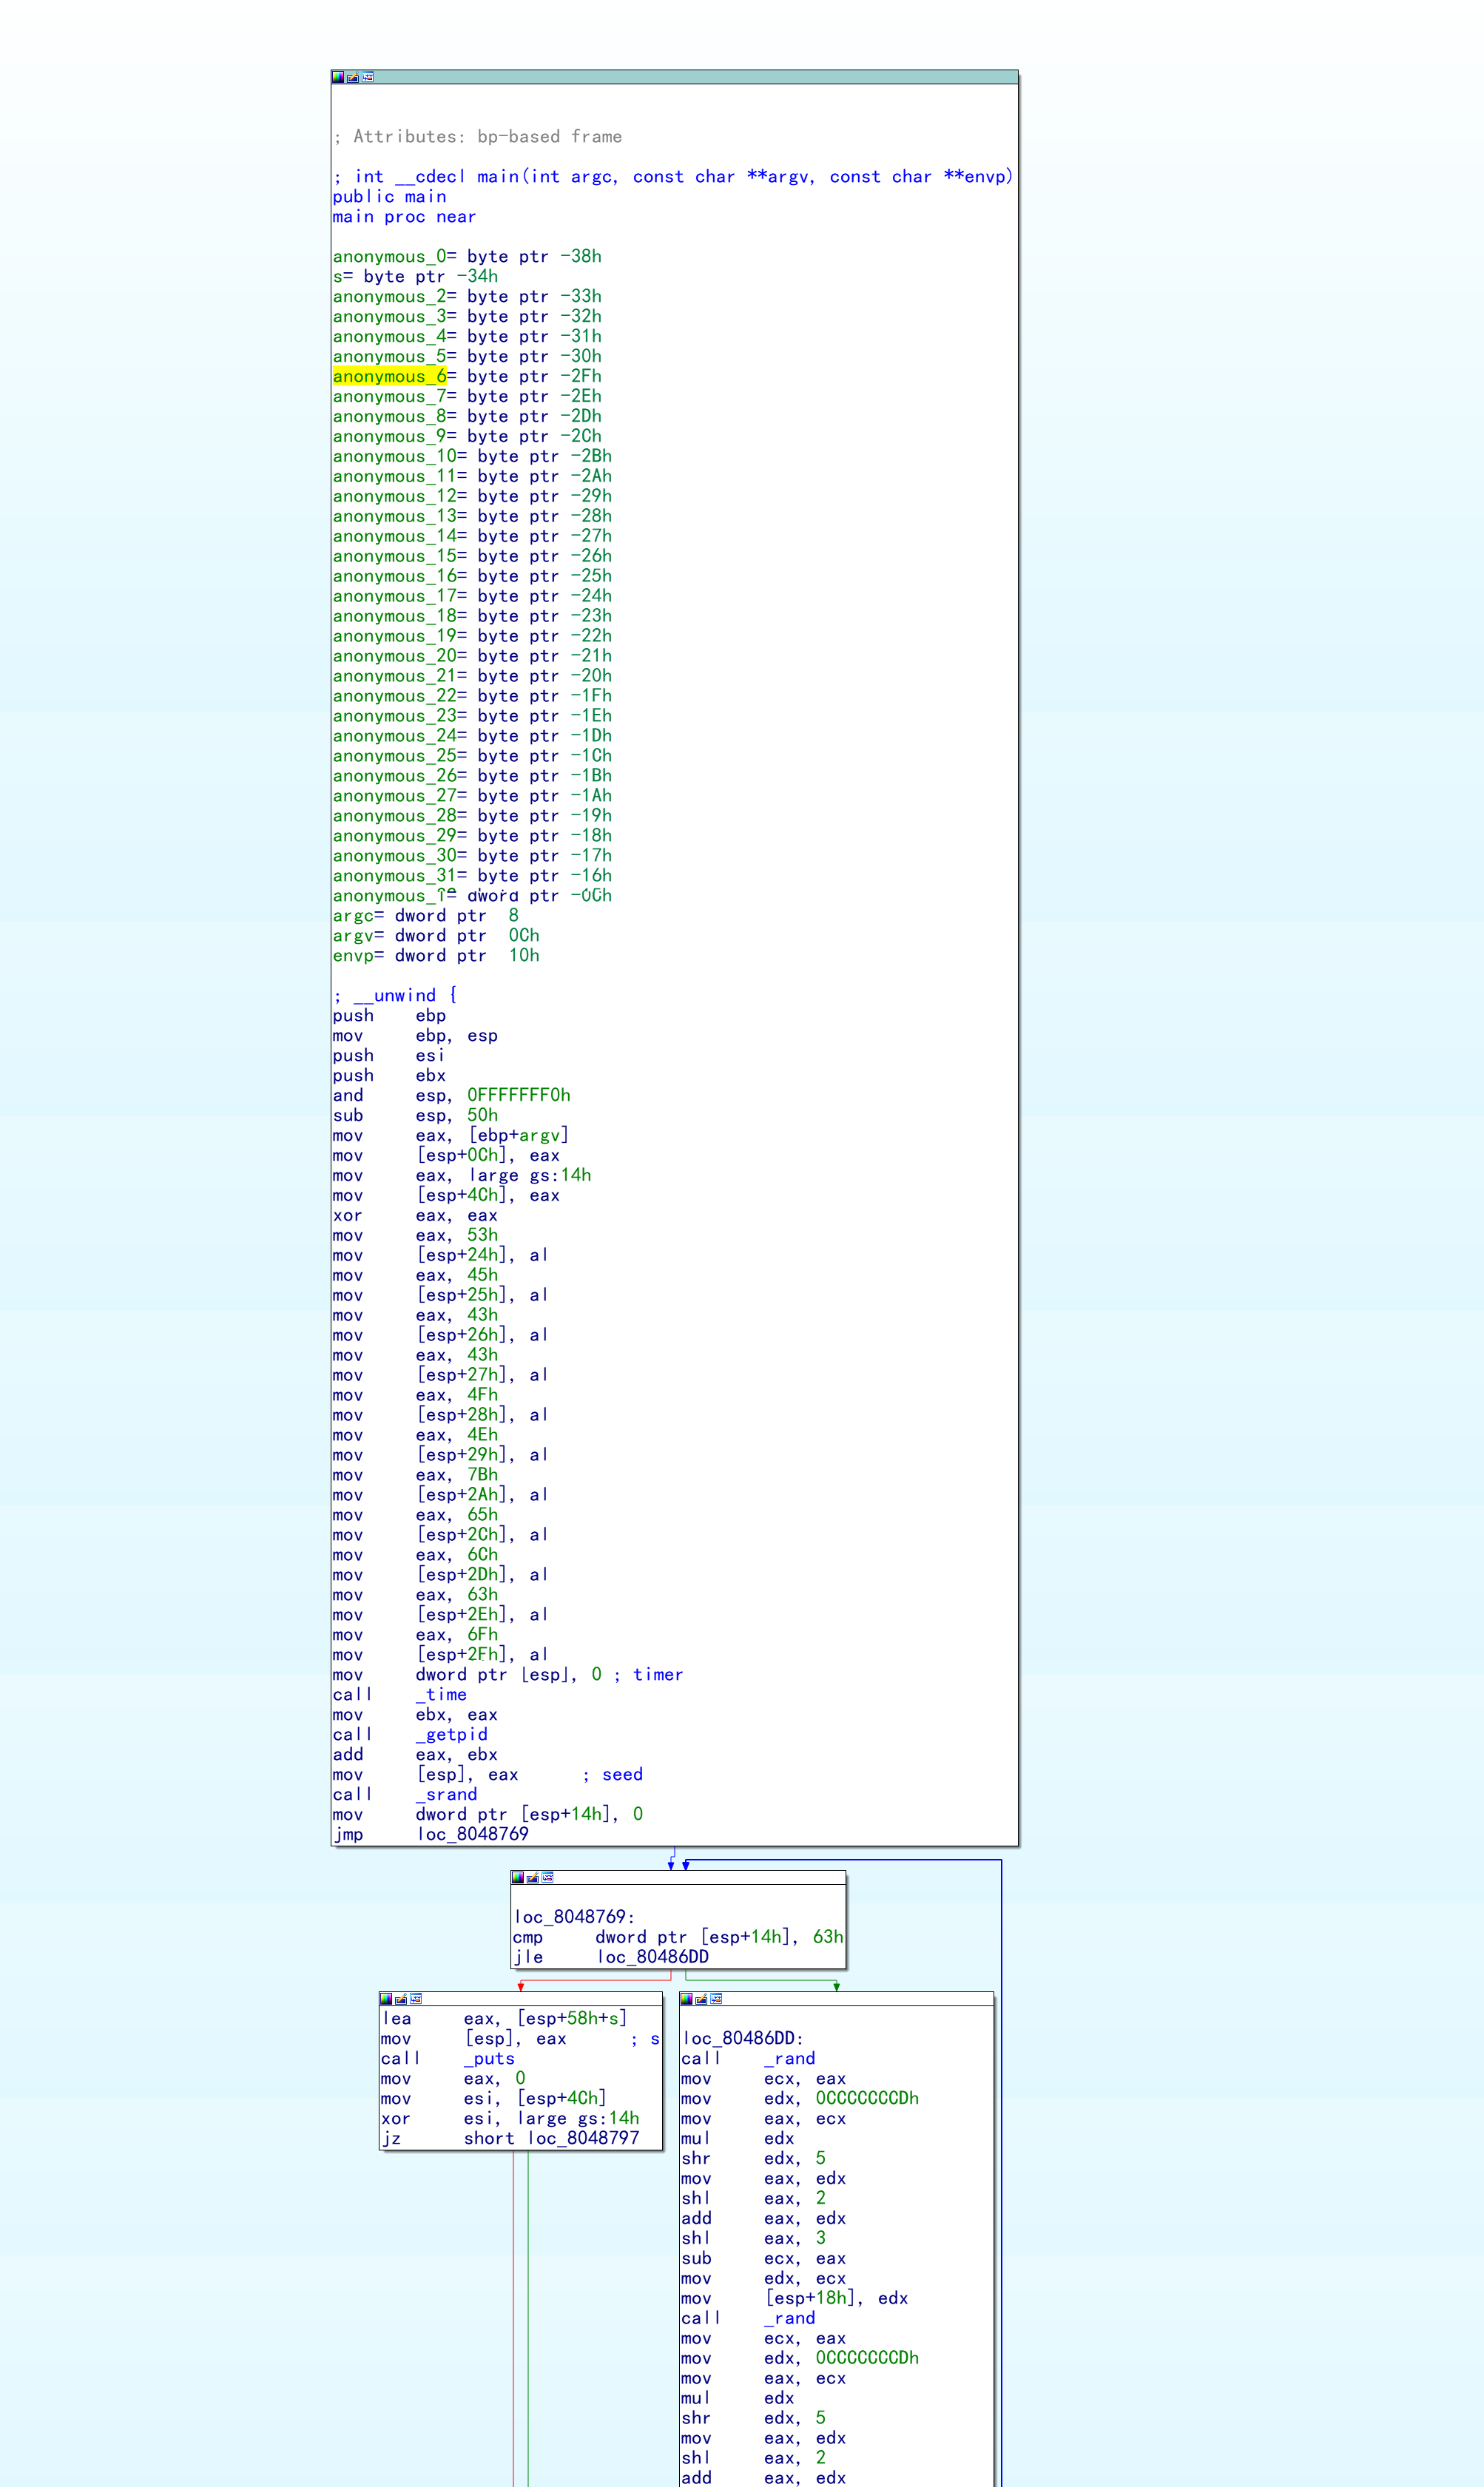 ; Attributes: bp-based frame
; int __cdecl main(int argc, const char **argv, const char **envp)
public main
main proc near
anonymous_0= byte ptr -38h
s= byte ptr -34h
anonymous_2= byte ptr -33h
anonymous_3= byte ptr -32h
anonymous_4= byte ptr -31h
anonymous_5= byte ptr -30h
anonymous_6= byte ptr -2Fh
anonymous_7= byte ptr -2Eh
anonymous_8= byte ptr -2Dh
anonymous_9= byte ptr -2Ch
anonymous_10= byte ptr -2Bh
anonymous_11= byte ptr -2Ah
anonymous_12= byte ptr -29h
anonymous_13= byte ptr -28h
anonymous_14= byte ptr -27h
anonymous_15= byte ptr -26h
anonymous_16= byte ptr -25h
anonymous_17= byte ptr -24h
anonymous_18= byte ptr -23h
anonymous_19= byte ptr -22h
anonymous_20= byte ptr -21h
anonymous_21= byte ptr -20h
anonymous_22= byte ptr -1Fh
anonymous_23= byte ptr -1Eh
anonymous_24= byte ptr -1Dh
anonymous_25= byte ptr -1Ch
anonymous_26= byte ptr -1Bh
anonymous_27= byte ptr -1Ah
anonymous_28= byte ptr -19h
anonymous_29= byte ptr -18h
anonymous_30= byte ptr -17h
anonymous_31= byte ptr -16h
dword ptr
argc= dword ptr  8
argv= dword ptr  0Ch
envp= dword ptr  10h
; __unwind {
push    ebp
mov     ebp, esp
push    esi
push    ebx
and     esp, 0FFFFFFF0h
sub     esp, 50h
mov     eax, [ebp+argv]
mov     [esp+0Ch], eax
mov     eax, large gs:14h
mov     [esp+4Ch], eax
xor     eax, eax
mov     eax, 53h
mov     [esp+24h], al
mov     eax, 45h
mov     [esp+25h], al
mov     eax, 43h
mov     [esp+26h], al
mov     eax, 43h
mov     [esp+27h], al
mov     eax, 4Fh
mov     [esp+28h], al
mov     eax, 4Eh
mov     [esp+29h], al
mov     eax, 7Bh
mov     [esp+2Ah], al
mov     eax, 65h
mov     [esp+2Ch], al
mov     eax, 6Ch
mov     [esp+2Dh], al
mov     eax, 63h
mov     [esp+2Eh], al
mov     eax, 6Fh
mov     [esp+2Fh], al
mov     dword ptr [esp], 0 ; timer
call    _time
mov     ebx, eax
call    _getpid
add     eax, ebx
mov     [esp], eax      ; seed
call    _srand
mov     dword ptr [esp+14h], 0
jmp     loc_8048769
loc_8048769:
cmp     dword ptr [esp+14h], 63h
jle     loc_80486DD
lea     eax, [esp+58h+s]
mov     [esp], eax      ; s
call    _puts
mov     eax, 0
mov     esi, [esp+4Ch]
xor     esi, large gs:14h
jz      short loc_8048797
loc_80486DD:
call    _rand
mov     ecx, eax
mov     edx, 0CCCCCCCDh
mov     eax, ecx
mul     edx
shr     edx, 5
mov     eax, edx
shl     eax, 2
add     eax, edx
shl     eax, 3
sub     ecx, eax
mov     edx, ecx
mov     [esp+18h], edx
call    _rand
mov     ecx, eax
mov     edx, 0CCCCCCCDh
mov     eax, ecx
mul     edx
shr     edx, 5
mov     eax, edx
shl     eax, 2
add     eax, edx